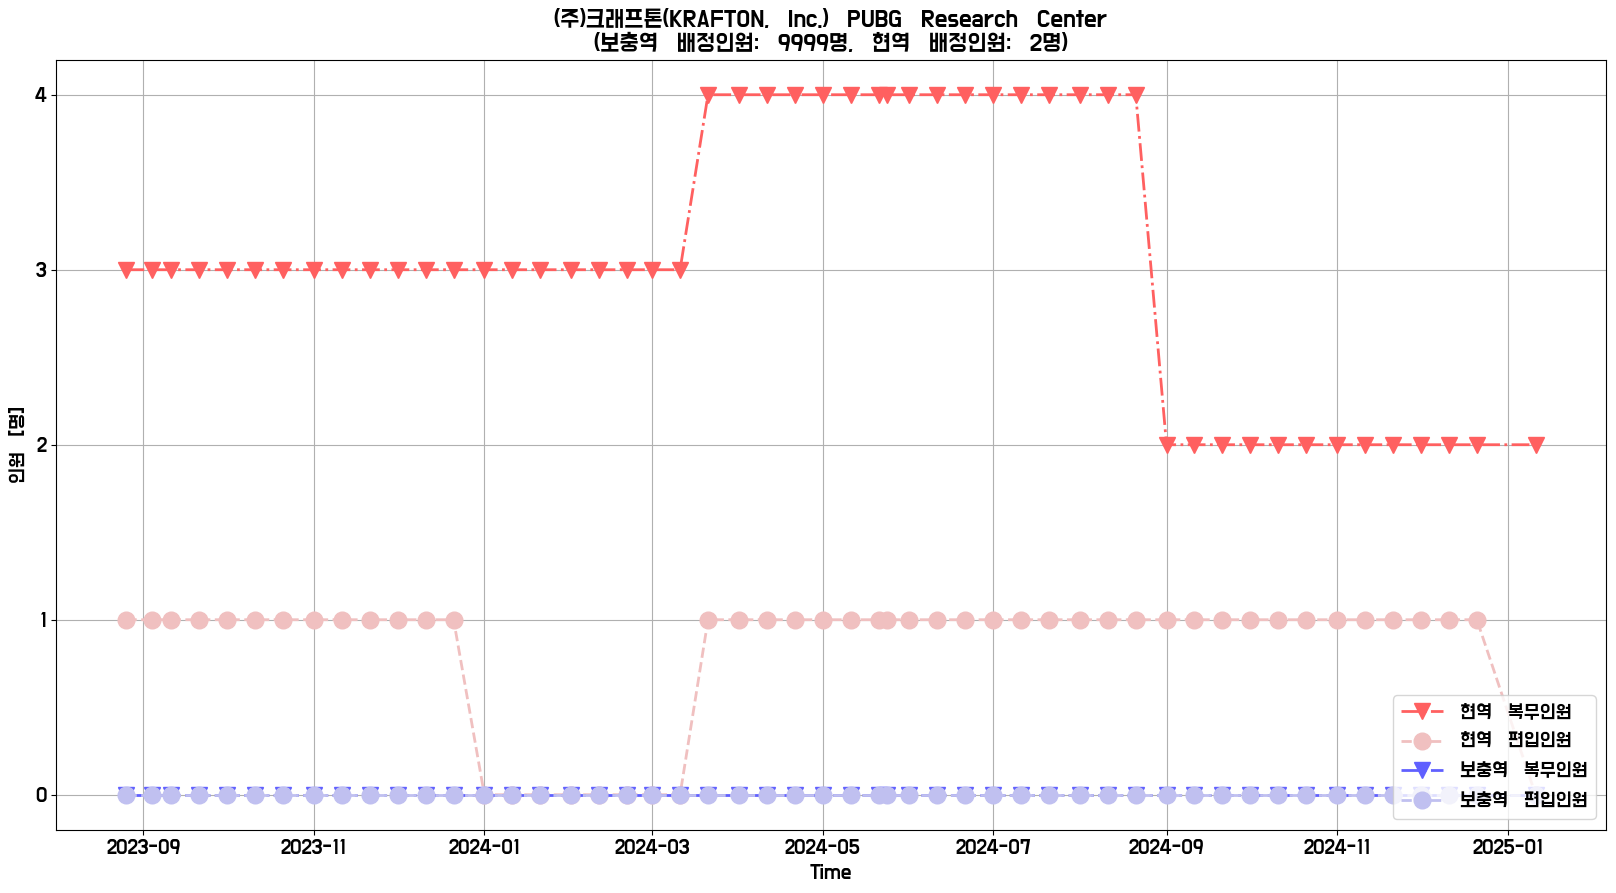 (주)크래프톤(KRAFTON, Inc.) PUBG Research Center
(보충역 배정인원: 9999명, 현역 배정인원: 2명)
인원 [명]
4
3
2
1
0
현역 복무인원
현역 편입인원
보충역 복무인원
보충역 편입인원
2023-09 2023-11 2024-01 2024-03 2024-05 2024-07 2024-09 2024-11 2025-01
Time